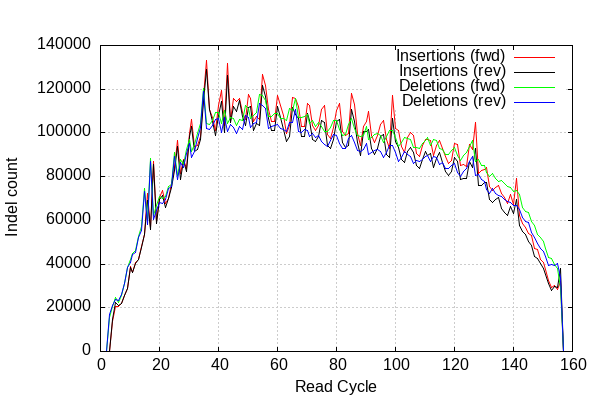 140000
120000
100000
80000
60000
40000
20000
0
Indel count
Insertions (fwd)
Insertions (rev)
Deletions (fwd)
Deletions (rev)
0 20 40 60 80 100 120 140 160
Read Cycle